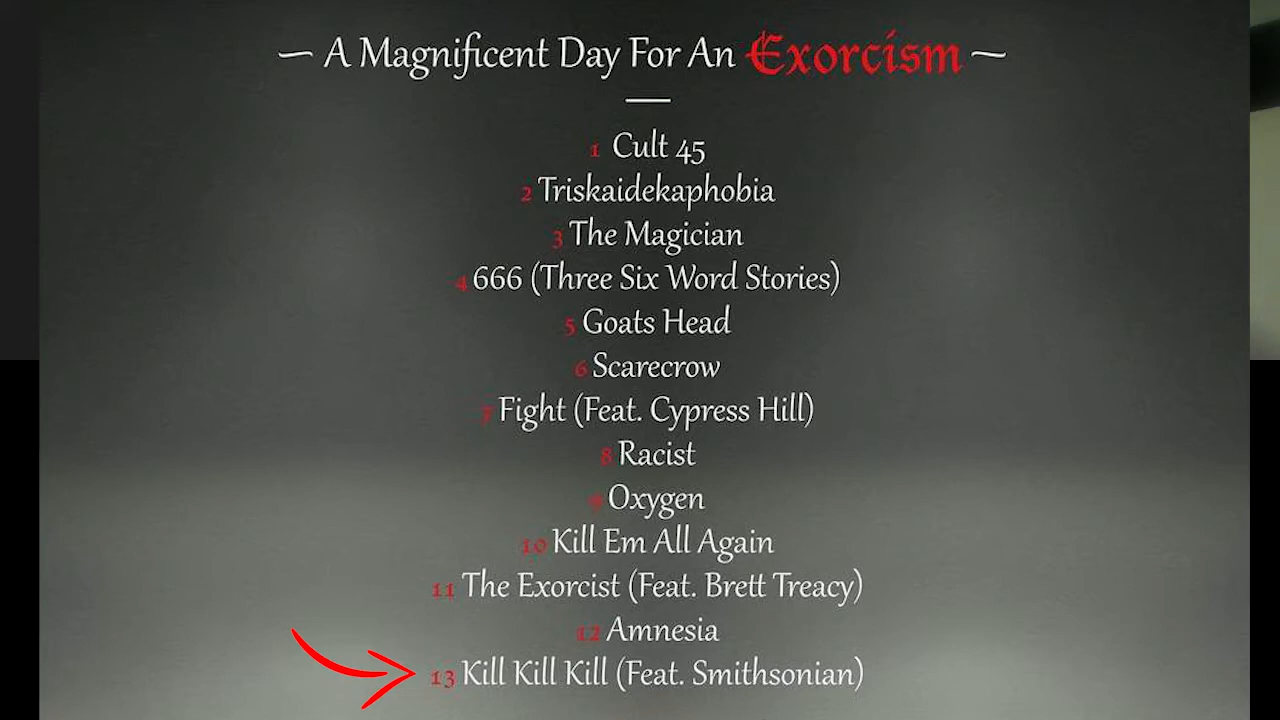 ~ A Magnificent Day For An Exorcism ~
1 Cult 45
2 Triskaidekaphobia
3 The Magician
4 666 (Three Six Word Stories)
5 Goats Head
6 Scarecrow
7 Fight (Feat. Cypress Hill)
8 Racist
9 Oxygen
10 Kill Em All Again
11 The Exorcist (Feat. Brett Treacy)
12 Amnesia
13 Kill Kill Kill (Feat. Smithsonian)